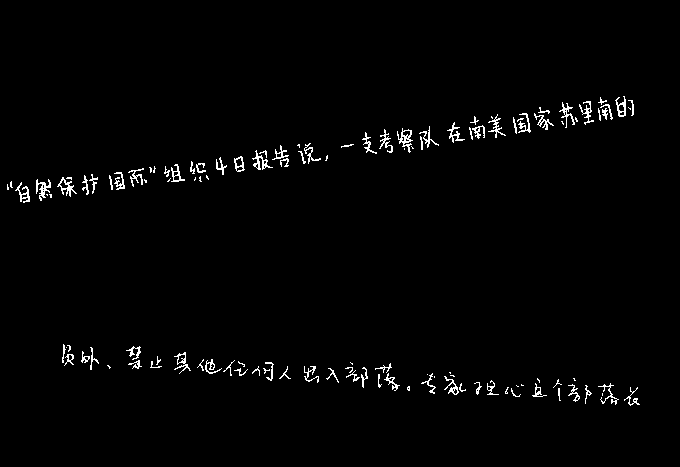 “自然保护国际”组织4日报告说,一支考察队在南美国家苏里南的
员外、禁止其他任何人出入部落。专家担心这个部落长